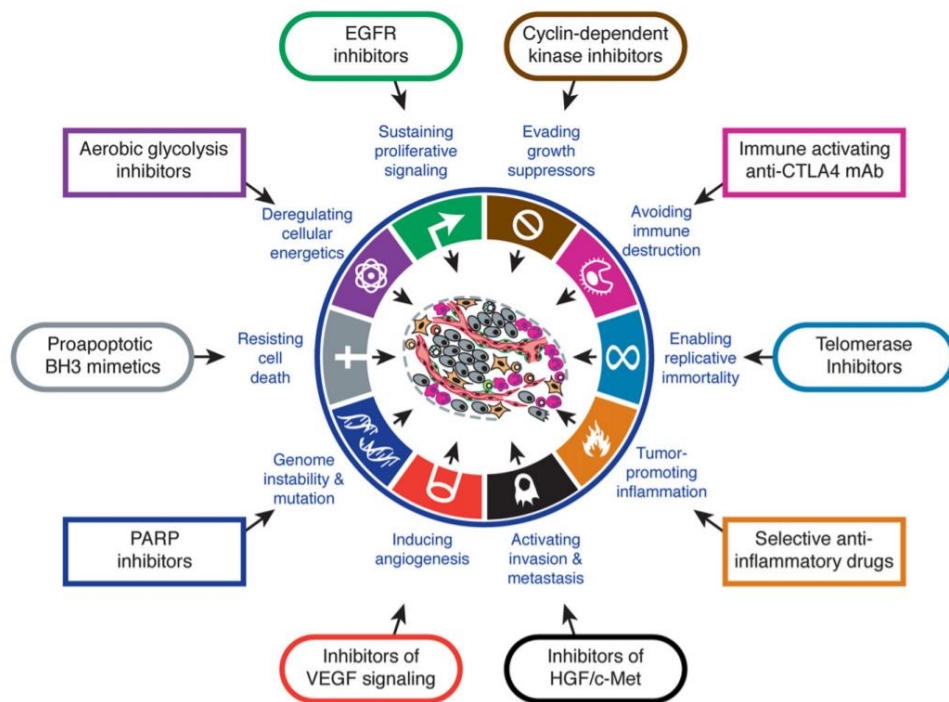 EGFR
inhibitors
Cyclin-dependent
kinase inhibitors
Sustaining
proliferative
signaling
Evading
growth
suppressors
Aerobic glycolysis
inhibitors
Immune activating
anti-CTLA4 mAb
Deregulating
cellular
energetics
Avoiding
immune
destruction
Proapoptotic
BH3 mimetics
Resisting
cell
death
Enabling
replicative
immortality
Telomerase
Inhibitors
Genome
instability &
mutation
Tumor-
promoting
inflammation
PARP
inhibitors
Inducing
angiogenesis
Activating
invasion &
metastasis
Selective anti-
inflammatory drugs
Inhibitors of
VEGF signaling
Inhibitors of
HGF/c-Met